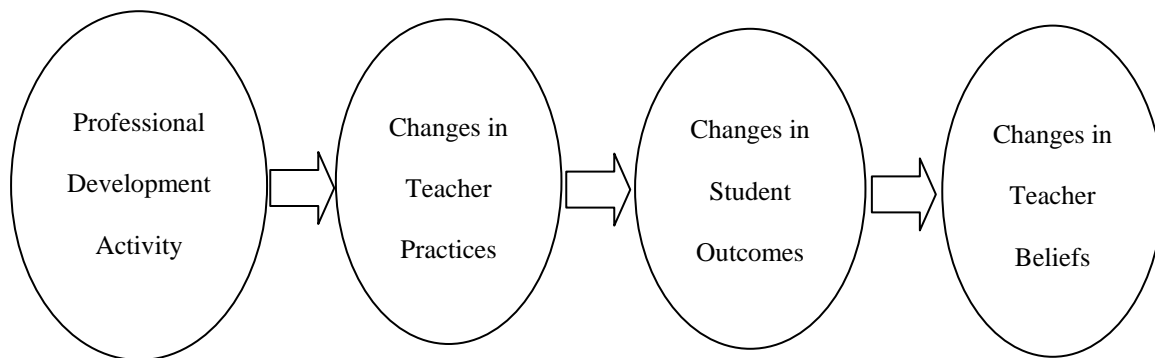 Professional
Development
Activity
Changes in
Teacher
Practices
Changes in
Student
Outcomes
Changes in
Teacher
Beliefs